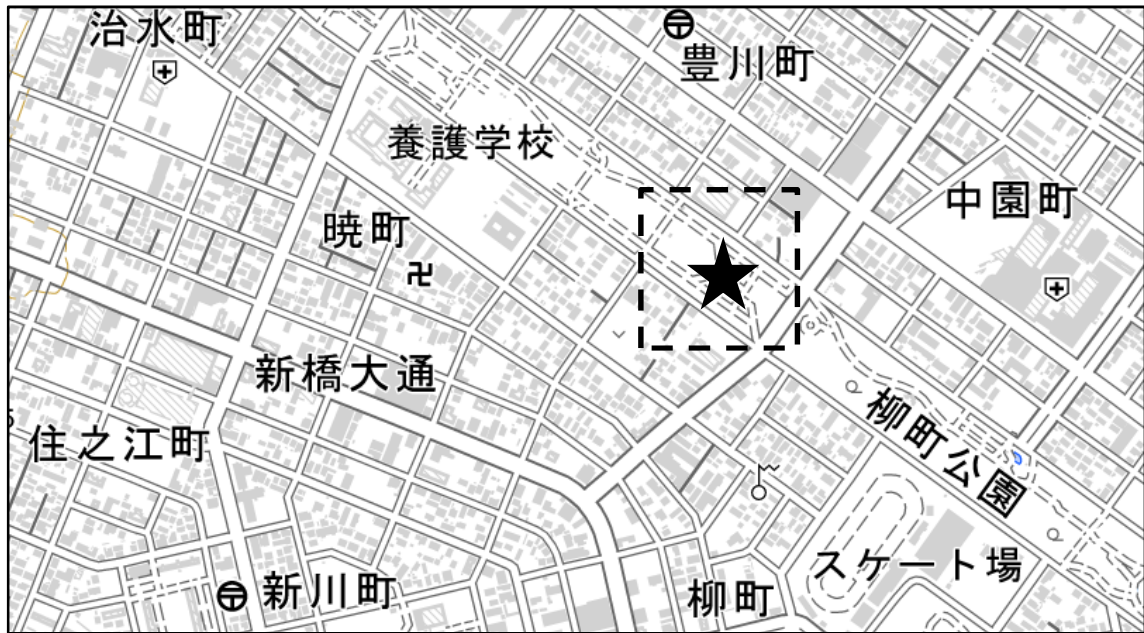 治水町
豊川町
養護学校
中園町
暁町
新橋大通
住之江町
柳町公園
スケート場
新川町
柳町